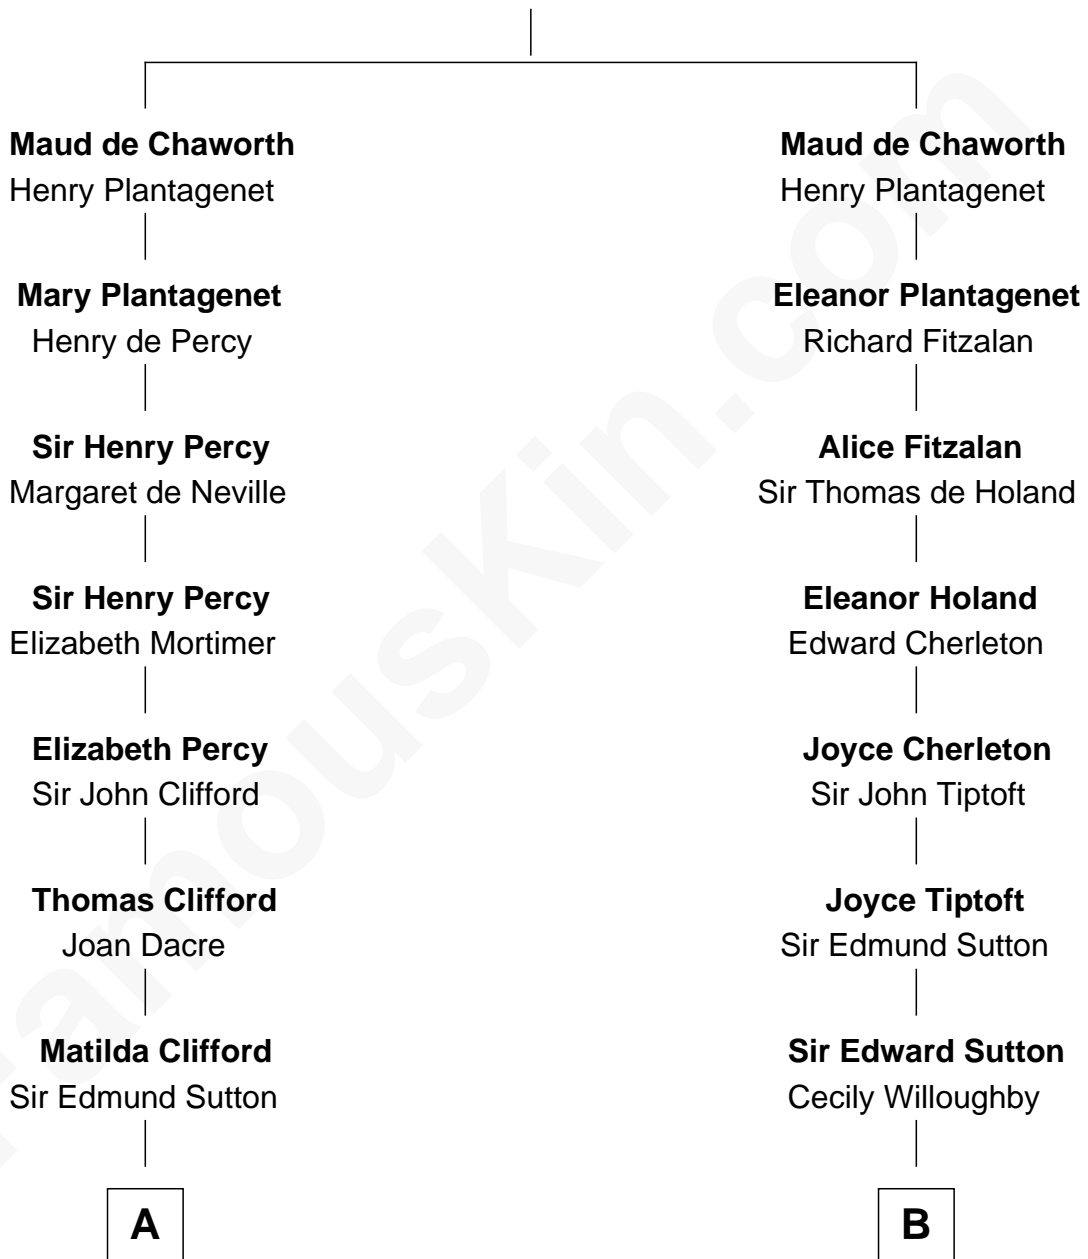 Maud de Chaworth
Henry Plantagenet
Mary Plantagenet
Henry de Percy
Sir Henry Percy
Margaret de Neville
Sir Henry Percy
Elizabeth Mortimer
Elizabeth Percy
Sir John Clifford
Thomas Clifford
Joan Dacre
Matilda Clifford
Sir Edmund Sutton
A
Maud de Chaworth
Henry Plantagenet
Eleanor Plantagenet
Richard Fitzalan
Alice Fitzalan
Sir Thomas de Holand
Eleanor Holand
Edward Cherleton
Joyce Cherleton
Sir John Tiptoft
Joyce Tiptoft
Sir Edmund Sutton
Sir Edward Sutton
Cecily Willoughby
B
FamousKin.com